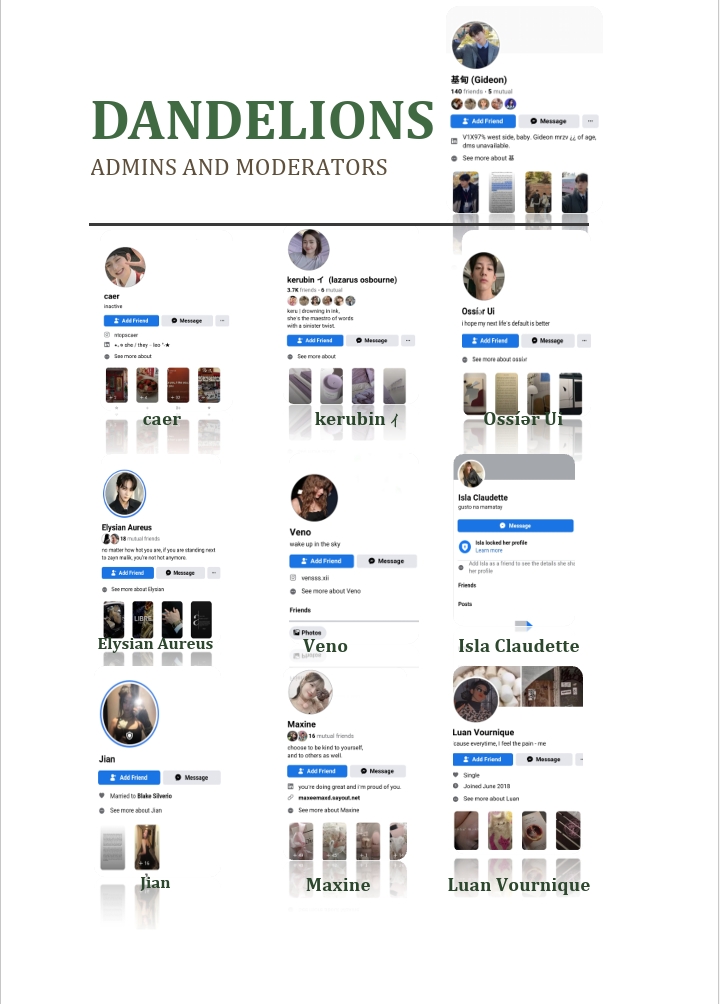 基旬 (Gideon)
140 friends • 5 mutual
Add Friend
Message
V1X97% west side, baby. Gideon mrzv ¿¿ of age,
dms unavailable.
See more about 基
DANDELIONS
ADMINS AND MODERATORS
caer
inactive
Add Friend
Message
See more about
caer
kerubin イ (lazarus osbourne)
3.7K friends • 6 mutual
keru / drowning in ink,
she's the maestro of words
with a sinister twist.
Add Friend
Message
See more about
kerubin イ
Ossíər Ui
i hope my next life's default is better
Add Friend
Message
See more about
Ossíər Ui
Elysian Aureus
18 mutual friends
no matter how hot you are, if you are standing next
to zayn malik, you're not hot anymore.
Add Friend
Message
See more about Elysian
LIBRE
Elysian Aureus
Veno
wake up in the sky
Add Friend
Message
vensss.xii
See more about Veno
Friends
Photos
Veno
Isla Claudette
gusto na mamatay
Message
Isla locked her profile
Learn more
Add Isla as a friend to see the details she shares
her profile
Friends
Posts
Isla Claudette
Jian
Add Friend
Message
Married to Blake Silverio
See more about Jian
+ 16
Jian
Maxine
16 mutual friends
choose to be kind to yourself,
and to others as well.
Add Friend
Message
you're doing great and i'm proud of you.
maxeemaxd.sayout.net
See more about Maxine
Maxine
Luan Vournique
'cause everytime, I feel the pain - me
Add Friend
Message
Single
Joined June 2018
See more about Luan
Luan Vournique